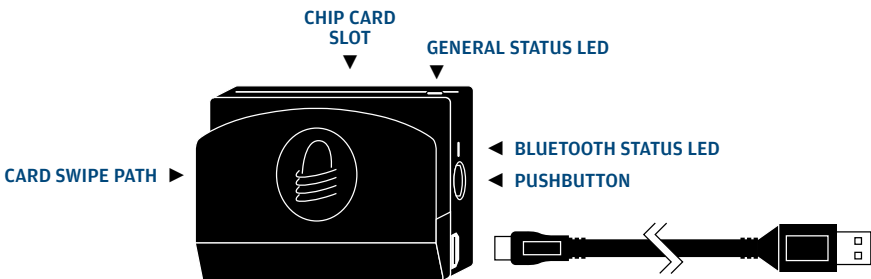 CHIP CARD
SLOT
GENERAL STATUS LED
BLUETOOTH STATUS LED
CARD SWIPE PATH
PUSHBUTTON